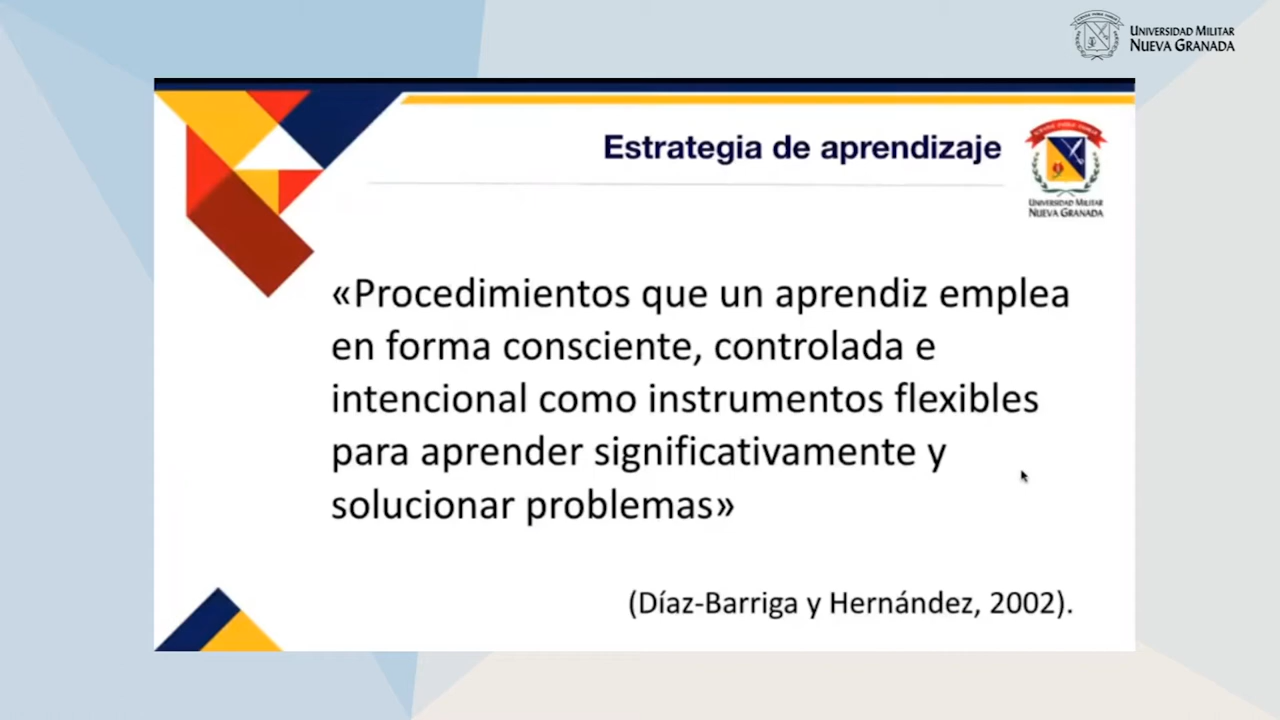 UNIVERSIDAD MILITAR
NUEVA GRANADA
Estrategia de aprendizaje
UNIVERSIDAD MILITAR
NUEVA GRANADA
«Procedimientos que un aprendiz emplea
en forma consciente, controlada e
intencional como instrumentos flexibles
para aprender significativamente y
solucionar problemas»
(Díaz-Barriga y Hernández, 2002).